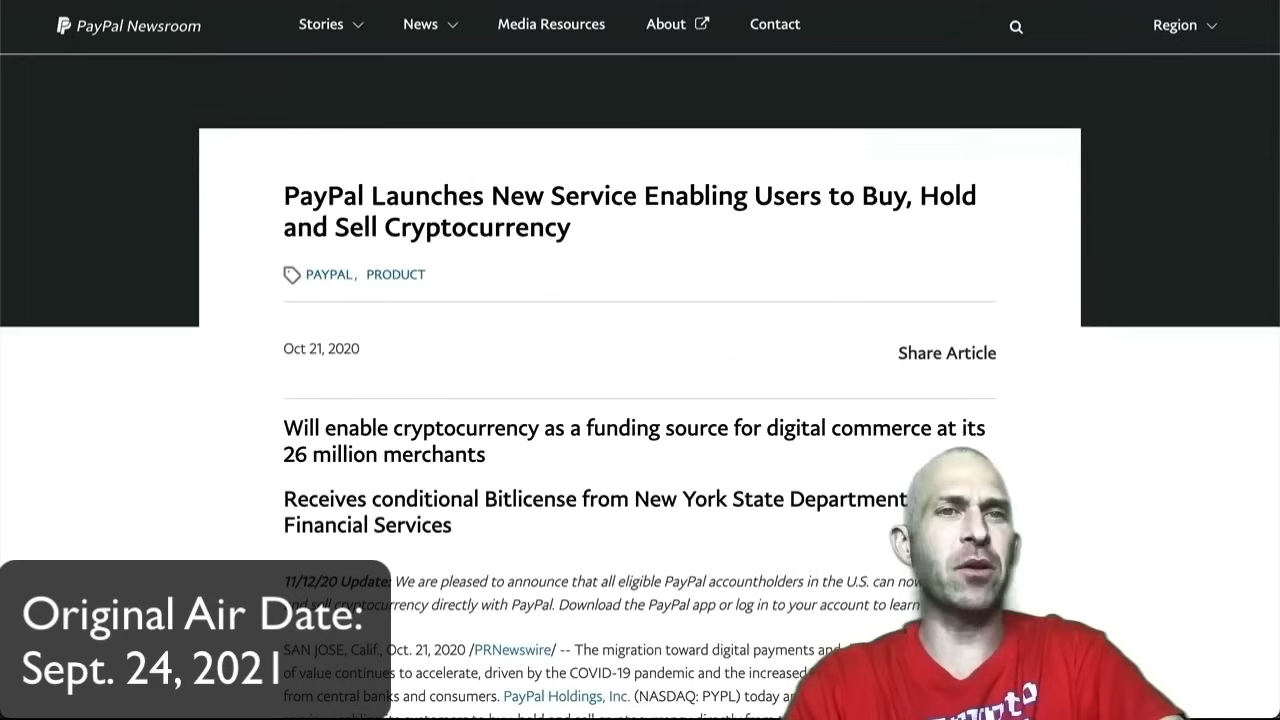 PayPal Newsroom
Stories
News
Media Resources
About
Contact
Region
PayPal Launches New Service Enabling Users to Buy, Hold
and Sell Cryptocurrency
PAYPAL, PRODUCT
Oct 21, 2020
Share Article
Will enable cryptocurrency as a funding source for digital commerce at its
26 million merchants
Receives conditional Bitlicense from New York State Department
Financial Services
11/12/20 Update: We are pleased to announce that all eligible PayPal accountholders in the U.S. can now
and sell cryptocurrency directly with PayPal. Download the PayPal app or log in to your account to learn
SAN JOSE, Calif., Oct. 21, 2020 /PRNewswire/ -- The migration toward digital payments and
of value continues to accelerate, driven by the COVID-19 pandemic and the increased
from central banks and consumers. PayPal Holdings, Inc. (NASDAQ: PYPL) today
Original Air Date:
Sept. 24, 2021